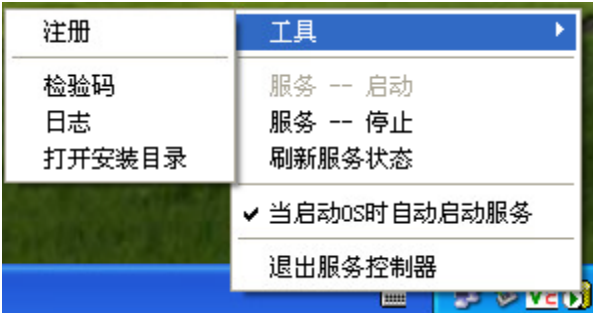 注册
检验码
日志
打开安装目录
工具
服务 -- 启动
服务 -- 停止
刷新服务状态
当启动OS时自动启动服务
退出服务控制器